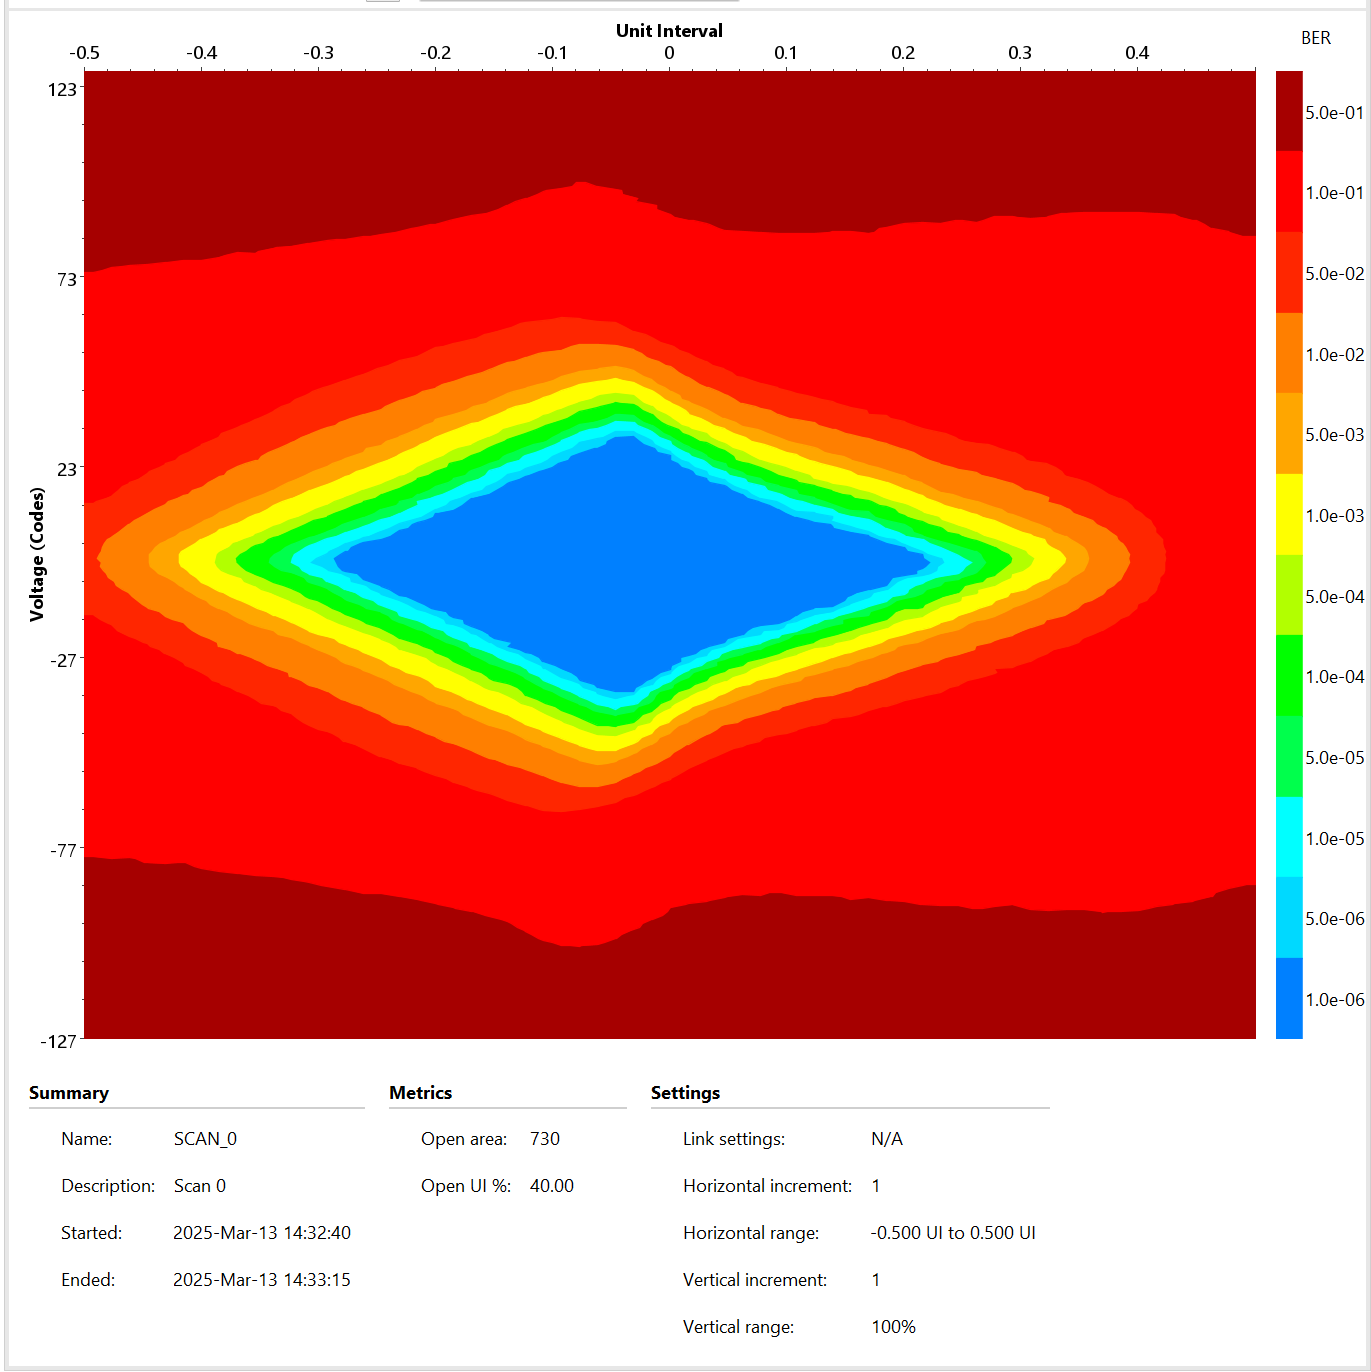 Unit Interval
BER
-0.5 -0.4 -0.3 -0.2 -0.1 0 0.1 0.2 0.3 0.4
123
73
23
-27
-77
-127
Voltage (Codes)
5.0e-01
1.0e-01
5.0e-02
1.0e-02
5.0e-03
1.0e-03
5.0e-04
1.0e-04
5.0e-05
1.0e-05
5.0e-06
1.0e-06
Summary
Name: SCAN_0
Description: Scan 0
Started: 2025-Mar-13 14:32:40
Ended: 2025-Mar-13 14:33:15
Metrics
Open area: 730
Open UI %: 40.00
Settings
Link settings: N/A
Horizontal increment: 1
Horizontal range: -0.500 UI to 0.500 UI
Vertical increment: 1
Vertical range: 100%